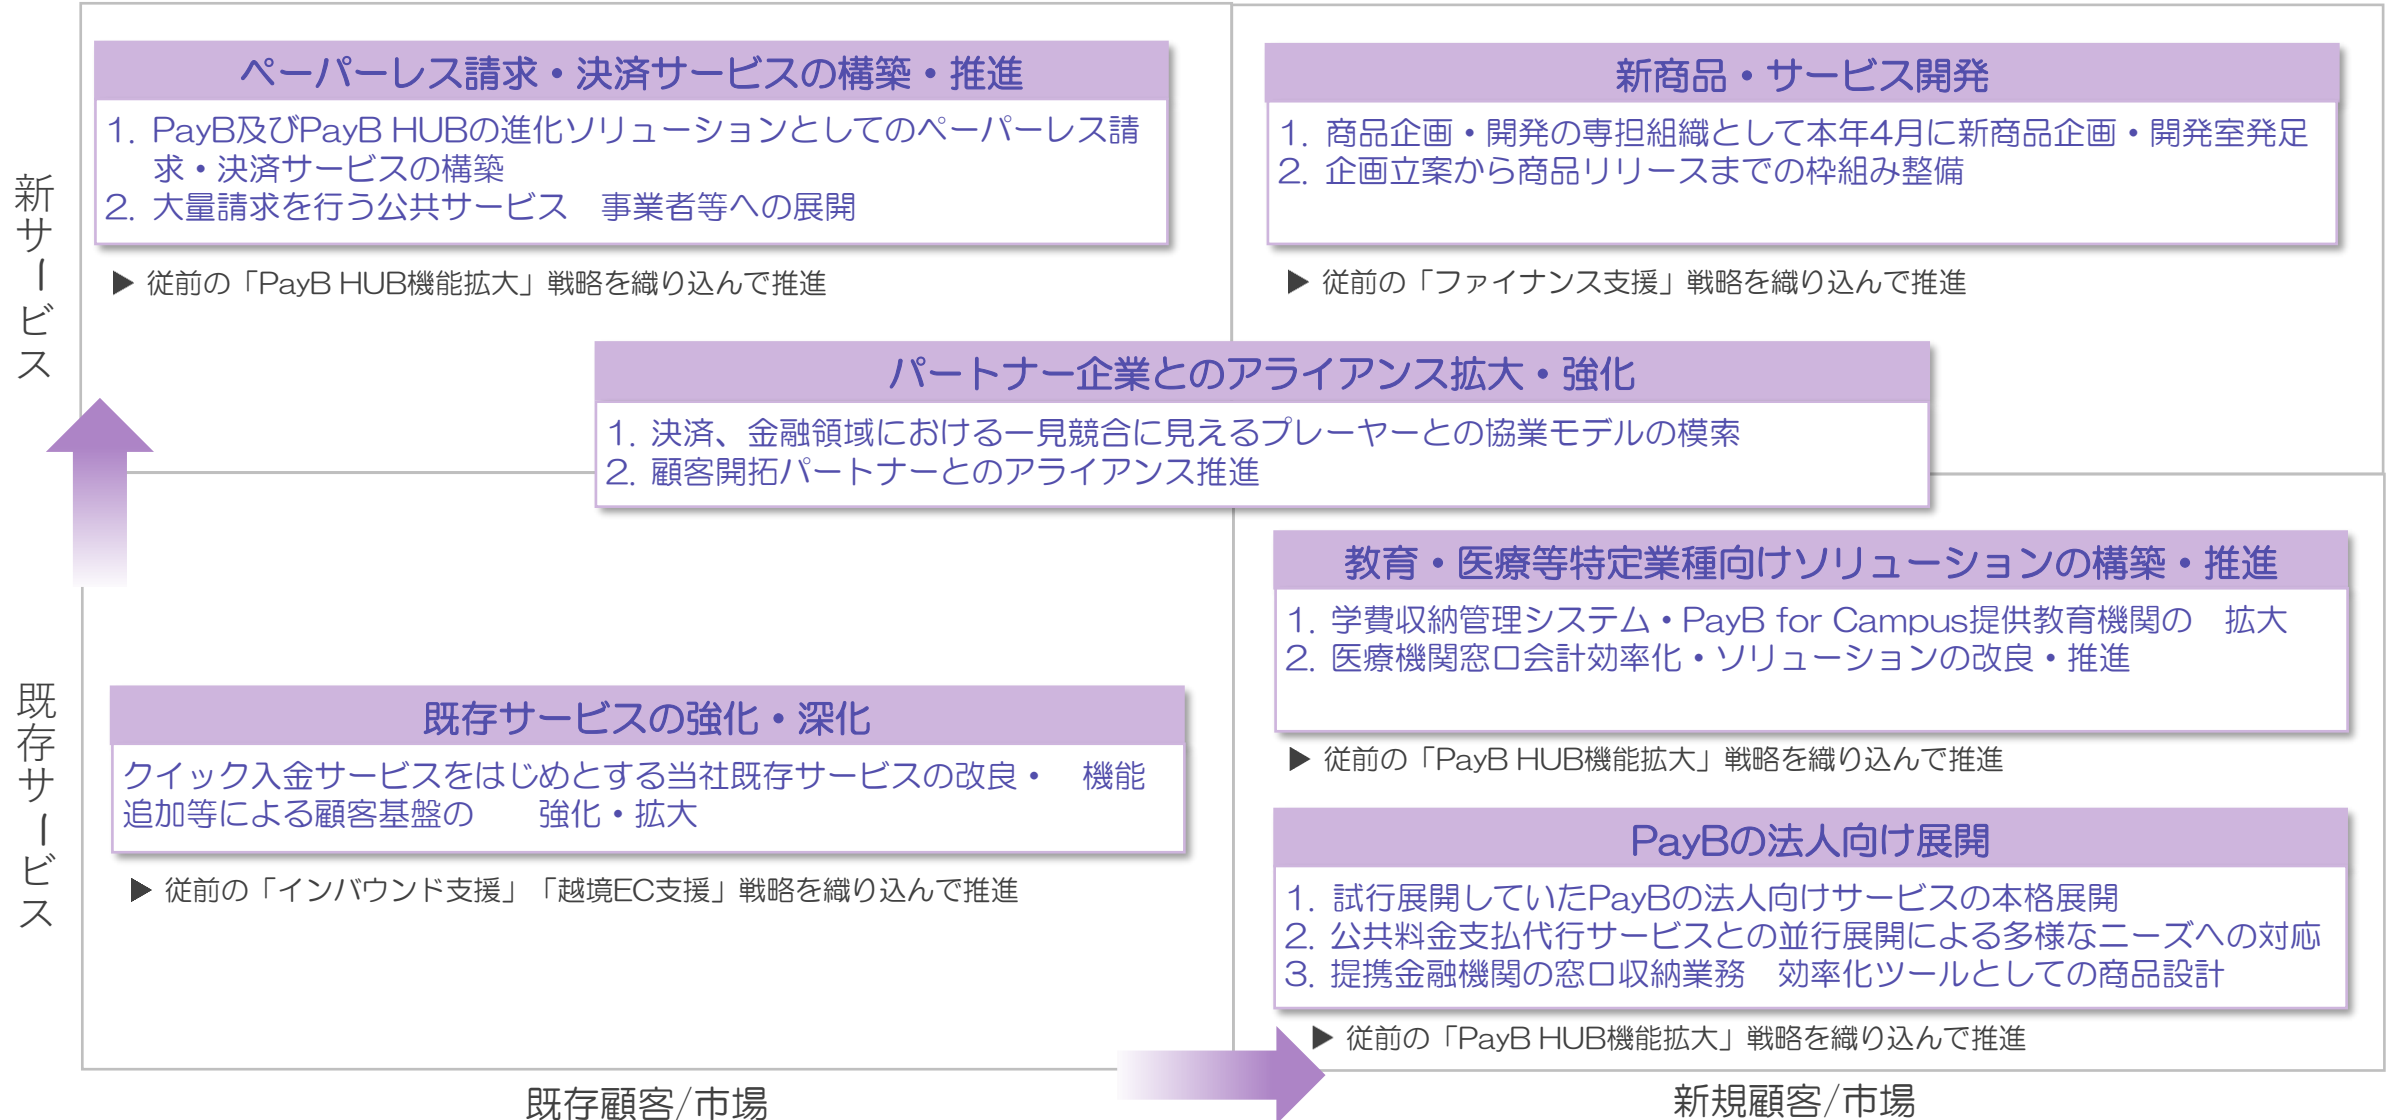 新サービス
ペーパーレス請求・決済サービスの構築・推進
1. PayB及びPayB HUBの進化ソリューションとしてのペーパーレス請
求・決済サービスの構築
2. 大量請求を行う公共サービス　事業者等への展開
▶ 従前の「PayB HUB機能拡大」戦略を織り込んで推進
新商品・サービス開発
1. 商品企画・開発の専担組織として本年4月に新商品企画・開発室発足
2. 企画立案から商品リリースまでの枠組み整備
▶ 従前の「ファイナンス支援」戦略を織り込んで推進
パートナー企業とのアライアンス拡大・強化
1. 決済、金融領域における一見競合に見えるプレーヤーとの協業モデルの模索
2. 顧客開拓パートナーとのアライアンス推進
既存サービス
既存サービスの強化・深化
クイック入金サービスをはじめとする当社既存サービスの改良・　機能
追加等による顧客基盤の　　強化・拡大
▶ 従前の「インバウンド支援」「越境EC支援」戦略を織り込んで推進
教育・医療等特定業種向けソリューションの構築・推進
1. 学費収納管理システム・PayB for Campus提供教育機関の　拡大
2. 医療機関窓口会計効率化・ソリューションの改良・推進
▶ 従前の「PayB HUB機能拡大」戦略を織り込んで推進
PayBの法人向け展開
1. 試行展開していたPayBの法人向けサービスの本格展開
2. 公共料金支払代行サービスとの並行展開による多様なニーズへの対応
3. 提携金融機関の窓口収納業務　効率化ツールとしての商品設計
▶ 従前の「PayB HUB機能拡大」戦略を織り込んで推進
既存顧客/市場
新規顧客/市場